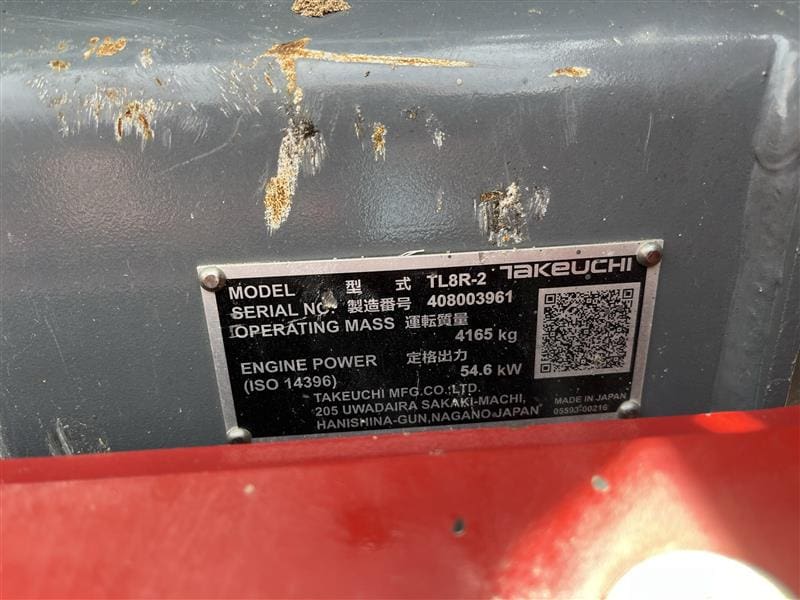 TAKEUCHI
MODEL 型 式 TL8R-2
SERIAL NO. 製造番号 408003961
OPERATING MASS 運転質量
4165 kg
ENGINE POWER 定格出力
(ISO 14396) 54.6 kW
TAKEUCHI MFG.CO.,LTD.
205 UWADAIRA SAKAKI-MACHI,
HANISHINA-GUN,NAGANO,JAPAN
MADE IN JAPAN
05593-00216